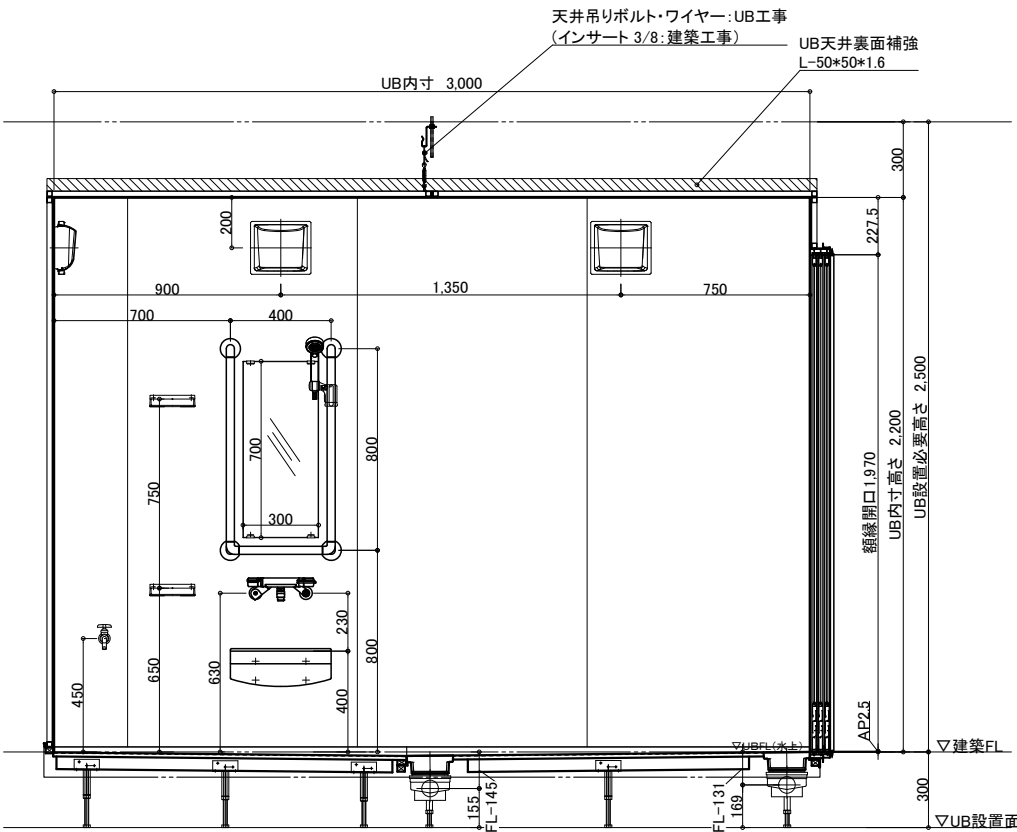 天井吊りボルト・ワイヤー：UB工事
(インサート 3/8：建築工事)
UB天井裏面補強
L-50*50*1.6
UB内寸 3,000
300
200
227.5
900
1,350
750
700
400
800
700
750
300
額縁開口1,970
UB内寸高さ 2,200
UB設置必要高さ 2,500
230
800
450
650
630
400
AP2.5
▽UBFL(水上)
▽建築FL
155
FL-145
FL-131
169
300
▽UB設置面